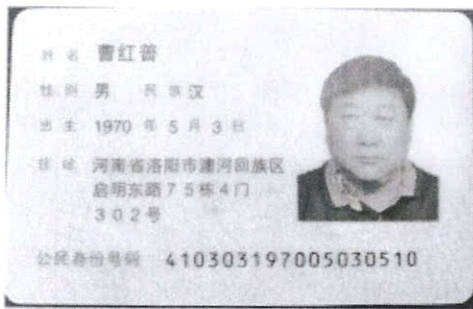 姓 名 曹红普
性 别 男 民 族 汉
出 生 1970 年 5 月 3 日
住 址 河南省洛阳市瀍河回族区
启明东路75栋4门
302号
公民身份号码 410303197005030510